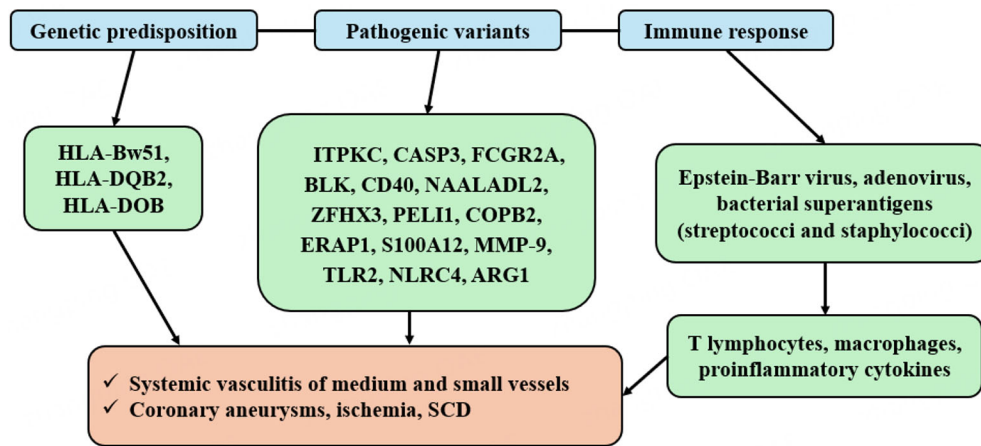 Genetic predisposition
Pathogenic variants
Immune response
HLA-Bw51,
HLA-DQB2,
HLA-DOB
ITPKC, CASP3, FCGR2A,
BLK, CD40, NAALADL2,
ZFHX3, PELI1, COPB2,
ERAP1, S100A12, MMP-9,
TLR2, NLRC4, ARG1
Epstein-Barr virus, adenovirus,
bacterial superantigens
(streptococci and staphylococci)
T lymphocytes, macrophages,
proinflammatory cytokines
✓ Systemic vasculitis of medium and small vessels
✓ Coronary aneurysms, ischemia, SCD